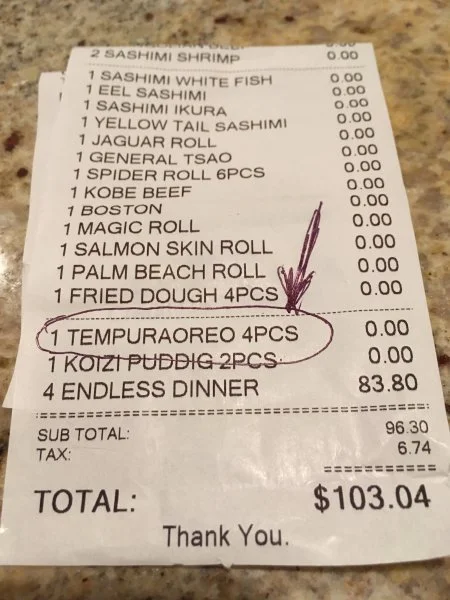 2 SASHIMI SHRIMP 0.00
1 SASHIMI WHITE FISH 0.00
1 EEL SASHIMI 0.00
1 SASHIMI IKURA 0.00
1 YELLOW TAIL SASHIMI 0.00
1 JAGUAR ROLL 0.00
1 GENERAL TSAO 0.00
1 SPIDER ROLL 6PCS 0.00
1 KOBE BEEF 0.00
1 BOSTON 0.00
1 MAGIC ROLL 0.00
1 SALMON SKIN ROLL 0.00
1 PALM BEACH ROLL 0.00
1 FRIED DOUGH 4PCS 0.00
1 TEMPURAOREO 4PCS 0.00
1 KOIZI PUDDIG 2PCS 0.00
4 ENDLESS DINNER 83.80
SUB TOTAL: 96.30
TAX: 6.74
TOTAL: $103.04
Thank You.